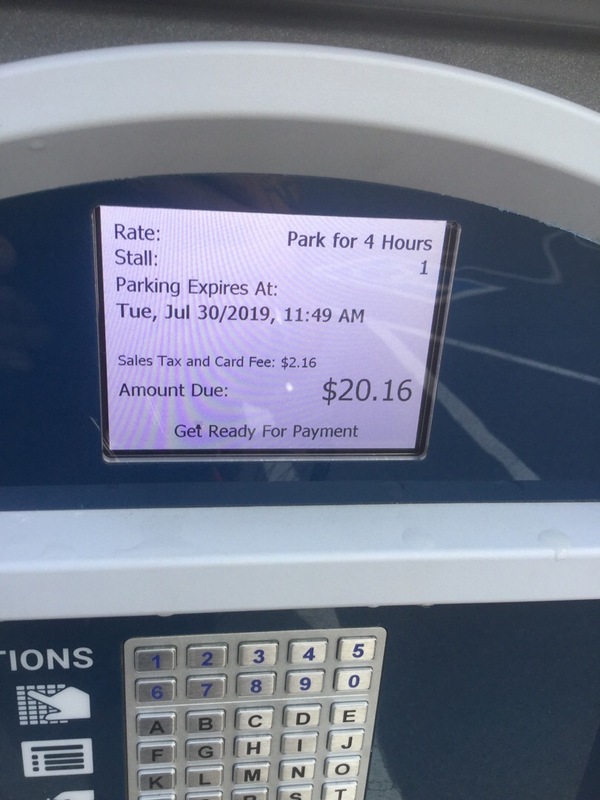 Rate:
Park for 4 Hours
Stall:
1
Parking Expires At:
Tue, Jul 30/2019, 11:49 AM
Sales Tax and Card Fee: $2.16
Amount Due:
$20.16
Get Ready For Payment
TIONS
1 2 3 4 5
6 7 8 9 0
A B C D E
F G H I J
K L M N O
S T